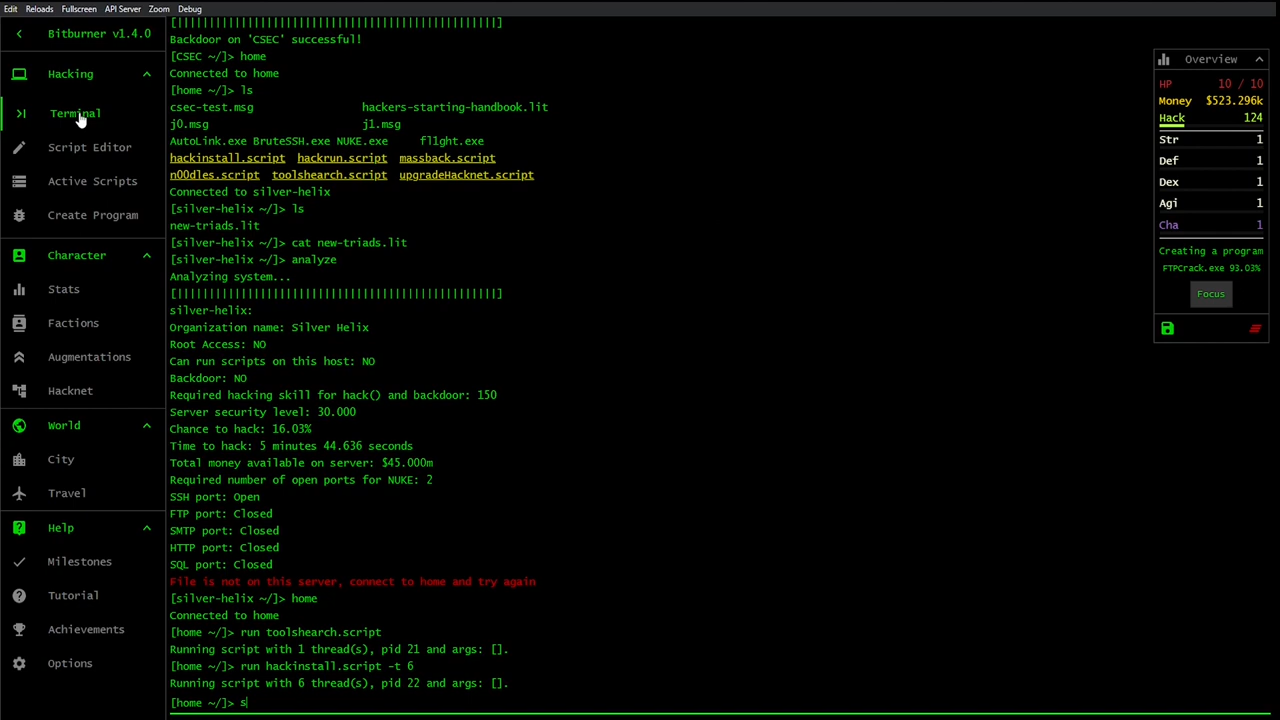 Edit Reloads Fullscreen API Server Zoom Debug
Bitburner v1.4.0
Hacking
Terminal
Script Editor
Active Scripts
Create Program
Character
Stats
Factions
Augmentations
Hacknet
World
City
Travel
Help
Milestones
Tutorial
Achievements
Options
[||||||||||||||||||||||||||||||||||||||||||||||||||]
Backdoor on 'CSEC' successful!
[CSEC ~/]> home
Connected to home
[home ~/]> ls
csec-test.msg hackers-starting-handbook.lit
j0.msg j1.msg
AutoLink.exe BruteSSH.exe NUKE.exe fl1ght.exe
hackinstall.script hackrun.script massback.script
n00dles.script toolshearch.script upgradeHacknet.script
Connected to silver-helix
[silver-helix ~/]> ls
new-triads.lit
[silver-helix ~/]> cat new-triads.lit
[silver-helix ~/]> analyze
Analyzing system...
[||||||||||||||||||||||||||||||||||||||||||||||||||]
silver-helix:
Organization name: Silver Helix
Root Access: NO
Can run scripts on this host: NO
Backdoor: NO
Required hacking skill for hack() and backdoor: 150
Server security level: 30.000
Chance to hack: 16.03%
Time to hack: 5 minutes 44.636 seconds
Total money available on server: $45.000m
Required number of open ports for NUKE: 2
SSH port: Open
FTP port: Closed
SMTP port: Closed
HTTP port: Closed
SQL port: Closed
File is not on this server, connect to home and try again
[silver-helix ~/]> home
Connected to home
[home ~/]> run toolshearch.script
Running script with 1 thread(s), pid 21 and args: [].
[home ~/]> run hackinstall.script -t 6
Running script with 6 thread(s), pid 22 and args: [].
[home ~/]> s
Overview
HP 10 / 10
Money $523.296k
Hack 124
Str 1
Def 1
Dex 1
Agi 1
Cha 1
Creating a program
FTPCrack.exe 93.03%
Focus